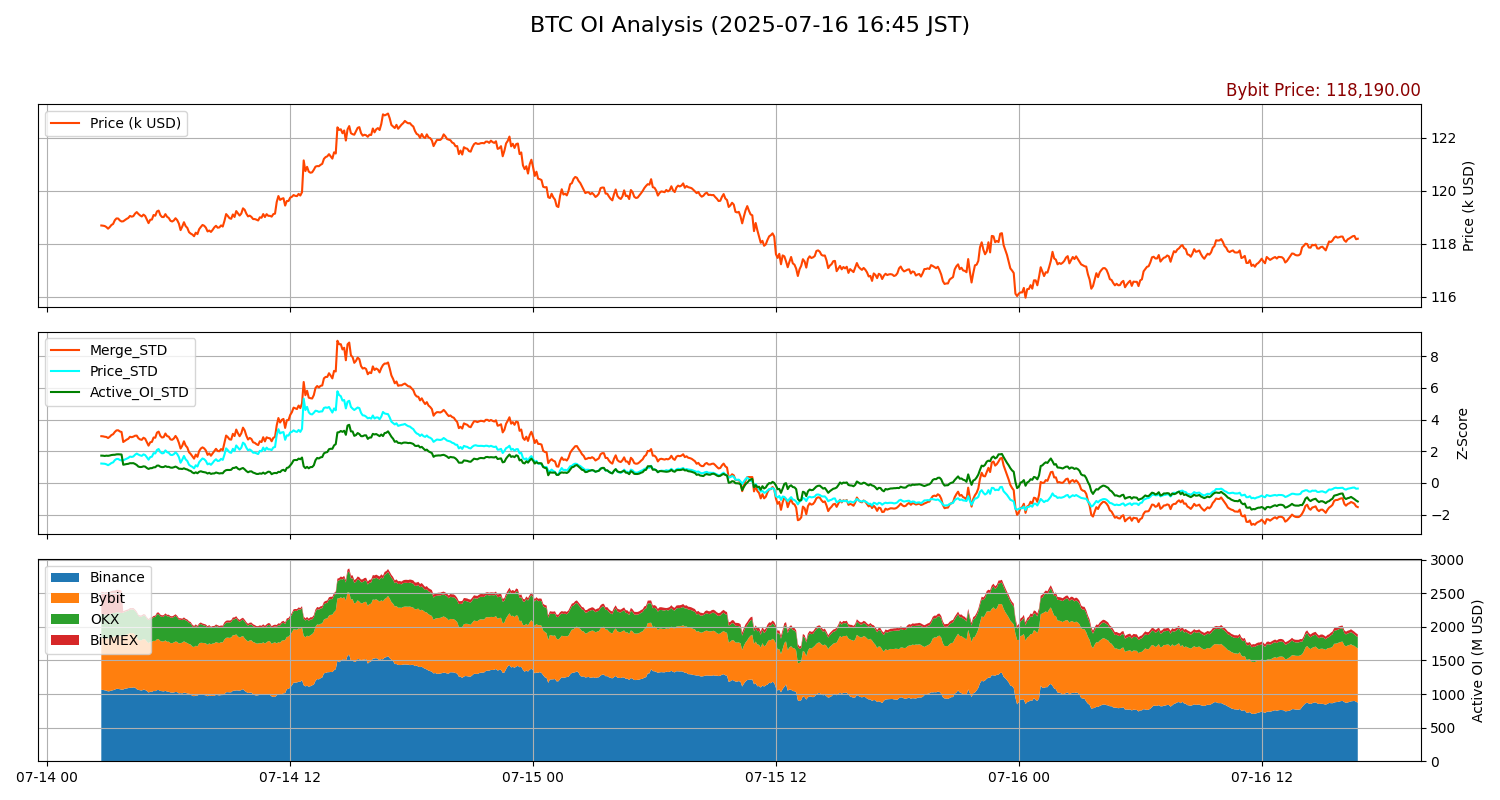 BTC OI Analysis (2025-07-16 16:45 JST)
Bybit Price: 118,190.00
Price (k USD)
122
120
118
116
Price (k USD)
Merge_STD
Price_STD
Active_OI_STD
8
6
4
2
0
−2
Z-Score
Binance
Bybit
OKX
BitMEX
3000
2500
2000
1500
1000
500
0
Active OI (M USD)
07-14 00
07-14 12
07-15 00
07-15 12
07-16 00
07-16 12